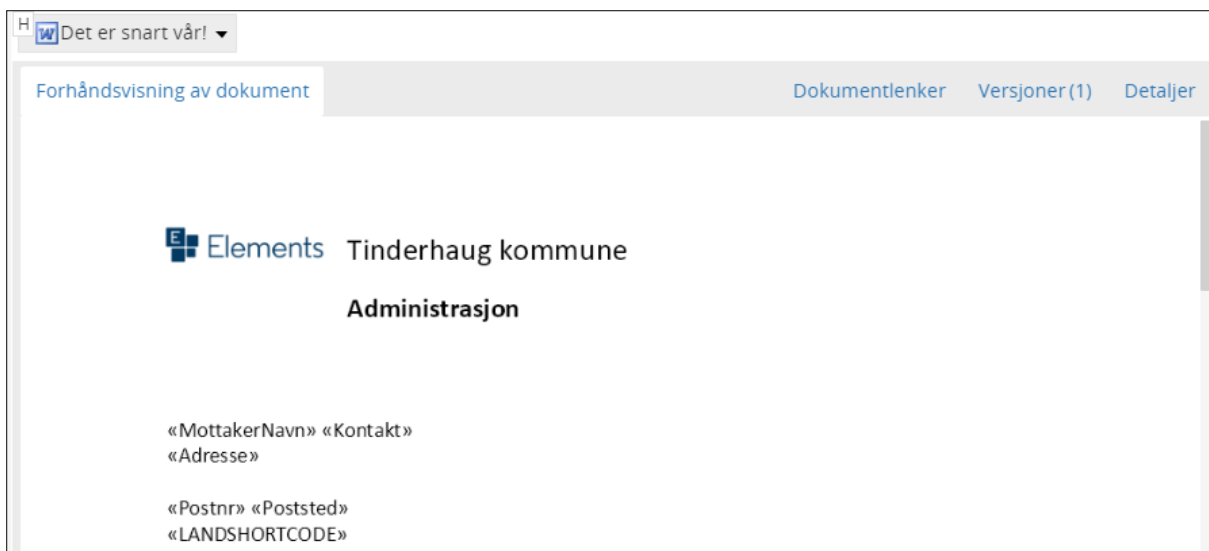 H
Det er snart vår!
Forhåndsvisning av dokument Dokumentlenker Versjoner (1) Detaljer
E Elements Tinderhaug kommune
Administrasjon
«MottakerNavn» «Kontakt»
«Adresse»
«Postnr» «Poststed»
«LANDSHORTCODE»